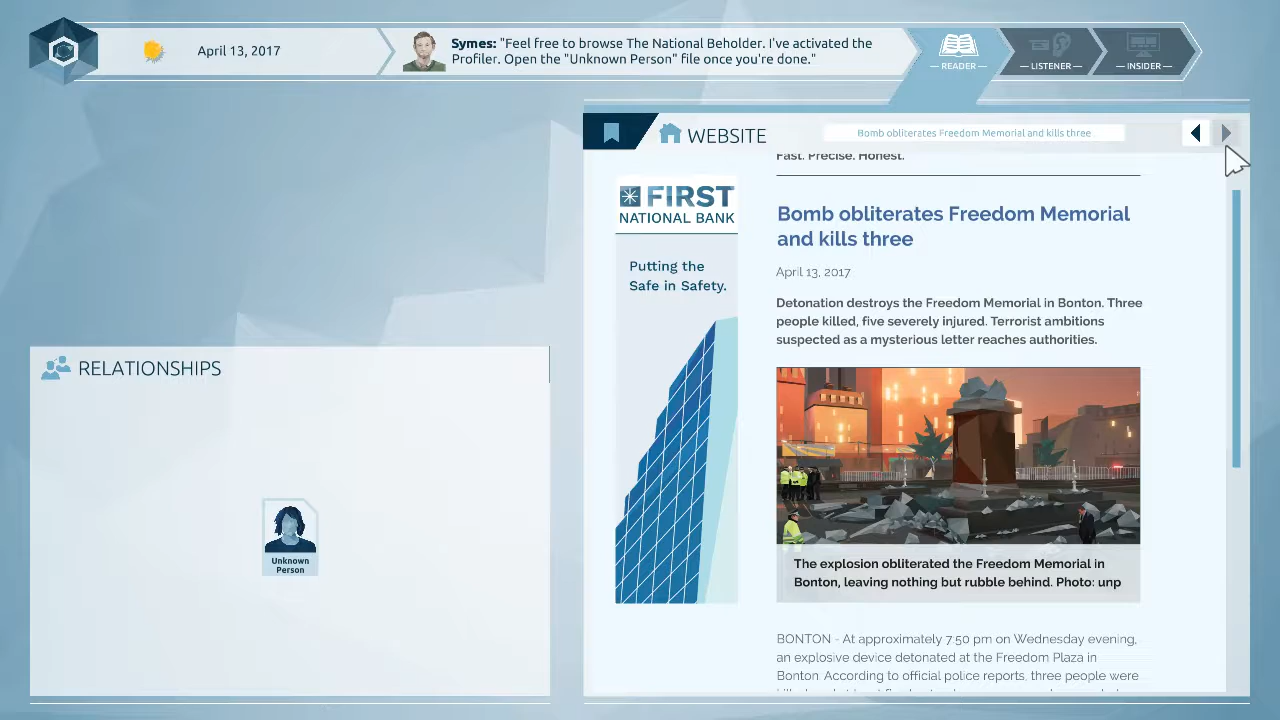 April 13, 2017
Symes: "Feel free to browse The National Beholder. I've activated the
Profiler. Open the "Unknown Person" file once you're done."
READER
LISTENER
INSIDER
WEBSITE
Bomb obliterates Freedom Memorial and kills three
Fast. Precise. Honest.
FIRST
NATIONAL BANK
Putting the
Safe in Safety.
Bomb obliterates Freedom Memorial
and kills three
April 13, 2017
Detonation destroys the Freedom Memorial in Bonton. Three
people killed, five severely injured. Terrorist ambitions
suspected as a mysterious letter reaches authorities.
The explosion obliterated the Freedom Memorial in
Bonton, leaving nothing but rubble behind. Photo: unp
BONTON - At approximately 7:50 pm on Wednesday evening,
an explosive device detonated at the Freedom Plaza in
Bonton. According to official police reports, three people were
RELATIONSHIPS
Unknown
Person